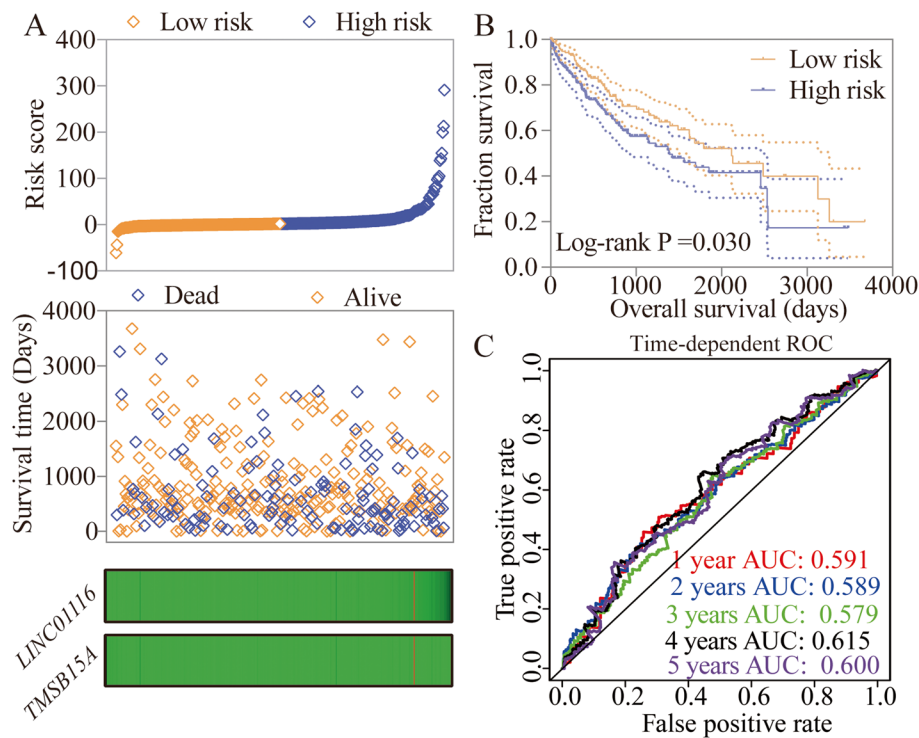 A
Low risk
High risk
400
300
200
100
0
-100
Risk score
Dead
Alive
4000
3000
2000
1000
0
Survival time (Days)
LINC01116
TMSB15A
B
1.0
0.8
0.6
0.4
0.2
0.0
Fraction survival
Low risk
High risk
Log-rank P =0.030
0
1000
2000
3000
4000
Overall survival (days)
C
Time-dependent ROC
1.0
0.8
0.6
0.4
0.2
0.0
True positive rate
1 year AUC: 0.591
2 years AUC: 0.589
3 years AUC: 0.579
4 years AUC: 0.615
5 years AUC: 0.600
0.0
0.2
0.4
0.6
0.8
1.0
False positive rate